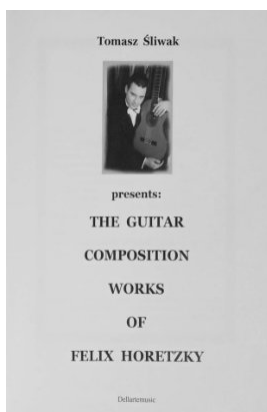 Tomasz Śliwak
presents:
THE GUITAR
COMPOSITION
WORKS
OF
FELIX HORETZKY
Dellartemusic